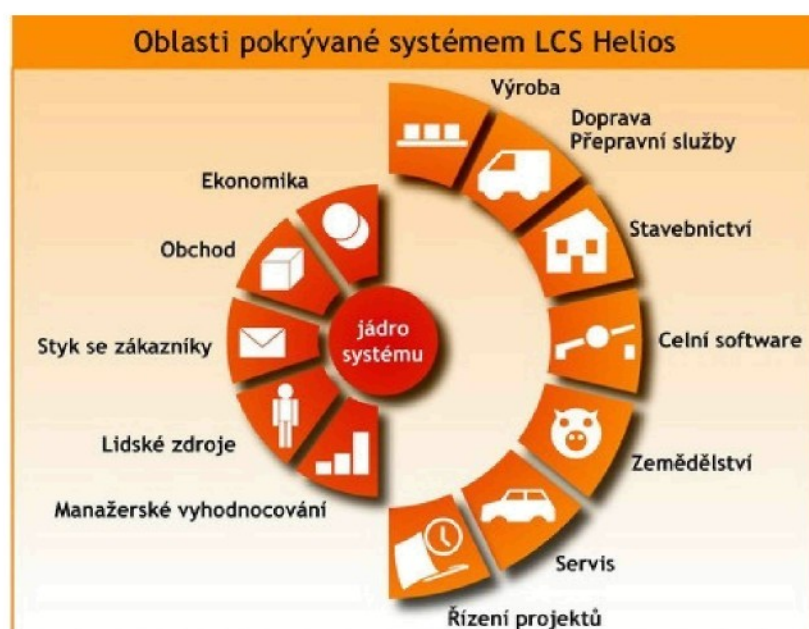 Oblasti pokrývané systémem LCS Helios
Výroba
Doprava
Přepravní služby
Stavebnictví
Celní software
Zemědělství
Servis
Řízení projektů
Ekonomika
Obchod
Styk se zákazníky
Lidské zdroje
Manažerské vyhodnocování
jádro
systému